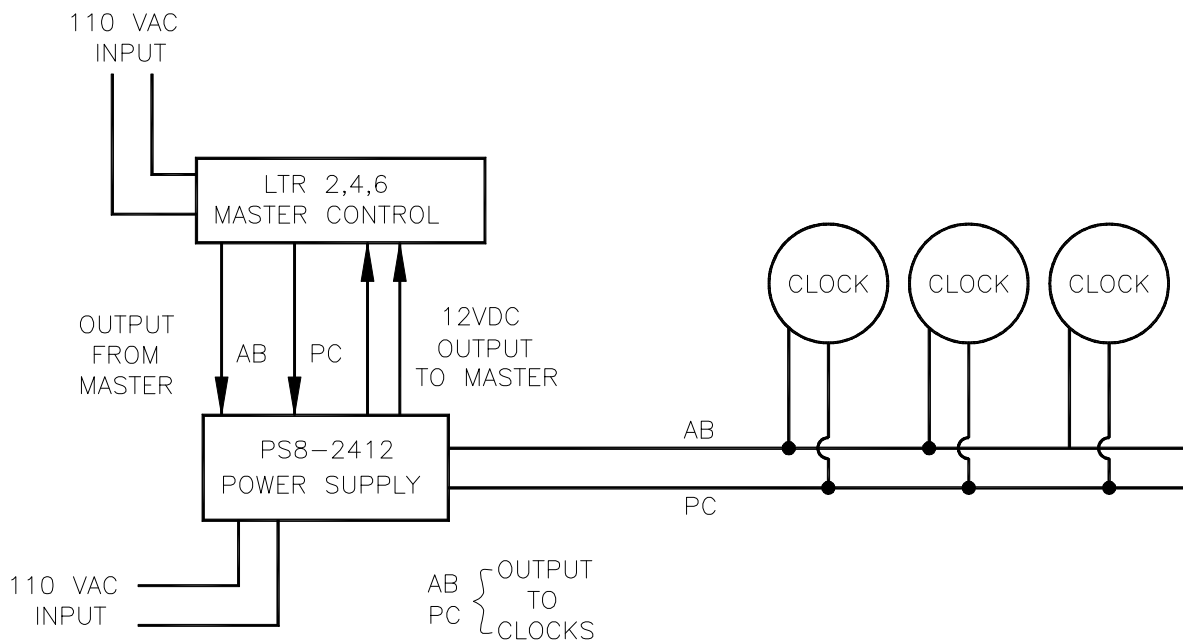 110 VAC
INPUT
LTR 2,4,6
MASTER CONTROL
OUTPUT
FROM
MASTER
AB
PC
12VDC
OUTPUT
TO MASTER
CLOCK
CLOCK
CLOCK
PS8-2412
POWER SUPPLY
AB
PC
110 VAC
INPUT
AB
PC
OUTPUT
TO
CLOCKS